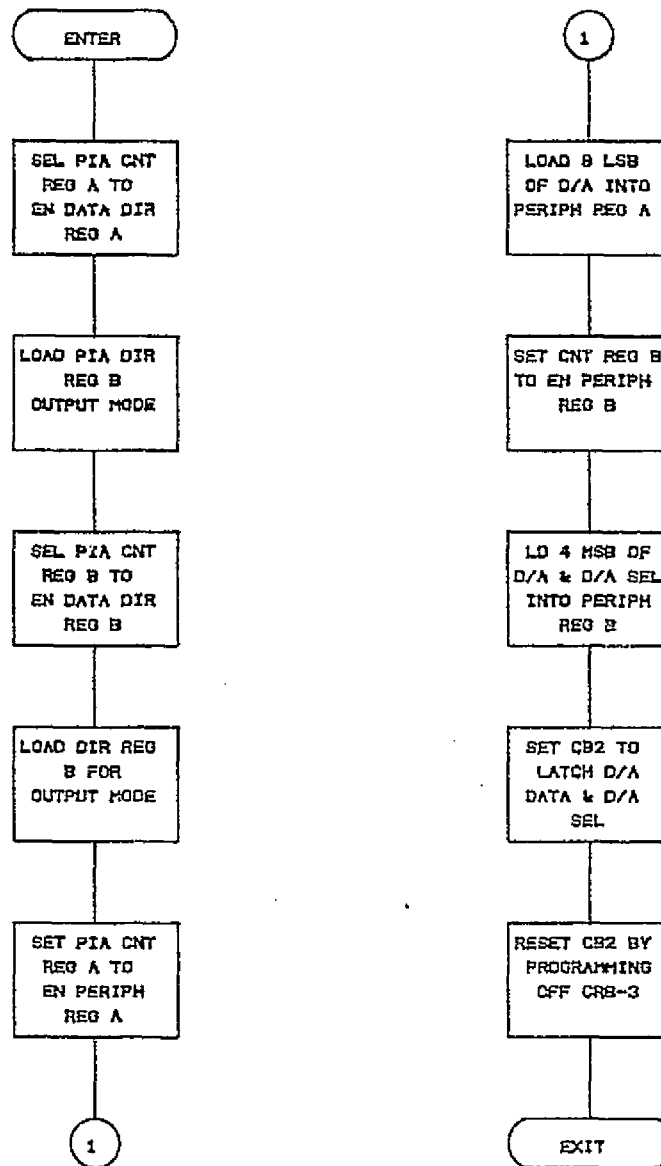 ENTER
SEL PIA CNT
REG A TO
EN DATA DIR
REG A
LOAD PIA DIR
REG B
OUTPUT MODE
SEL PIA CNT
REG B TO
EN DATA DIR
REG B
LOAD DIR REG
B FOR
OUTPUT MODE
SET PIA CNT
REG A TO
EN PERIPH
REG A
1
1
LOAD 8 LSB
OF D/A INTO
PERIPH REG A
SET CNT REG B
TO EN PERIPH
REG B
LD 4 MSB OF
D/A & D/A SEL
INTO PERIPH
REG B
SET CB2 TO
LATCH D/A
DATA & D/A
SEL
RESET CB2 BY
PROGRAMMING
OFF CRB-3
EXIT